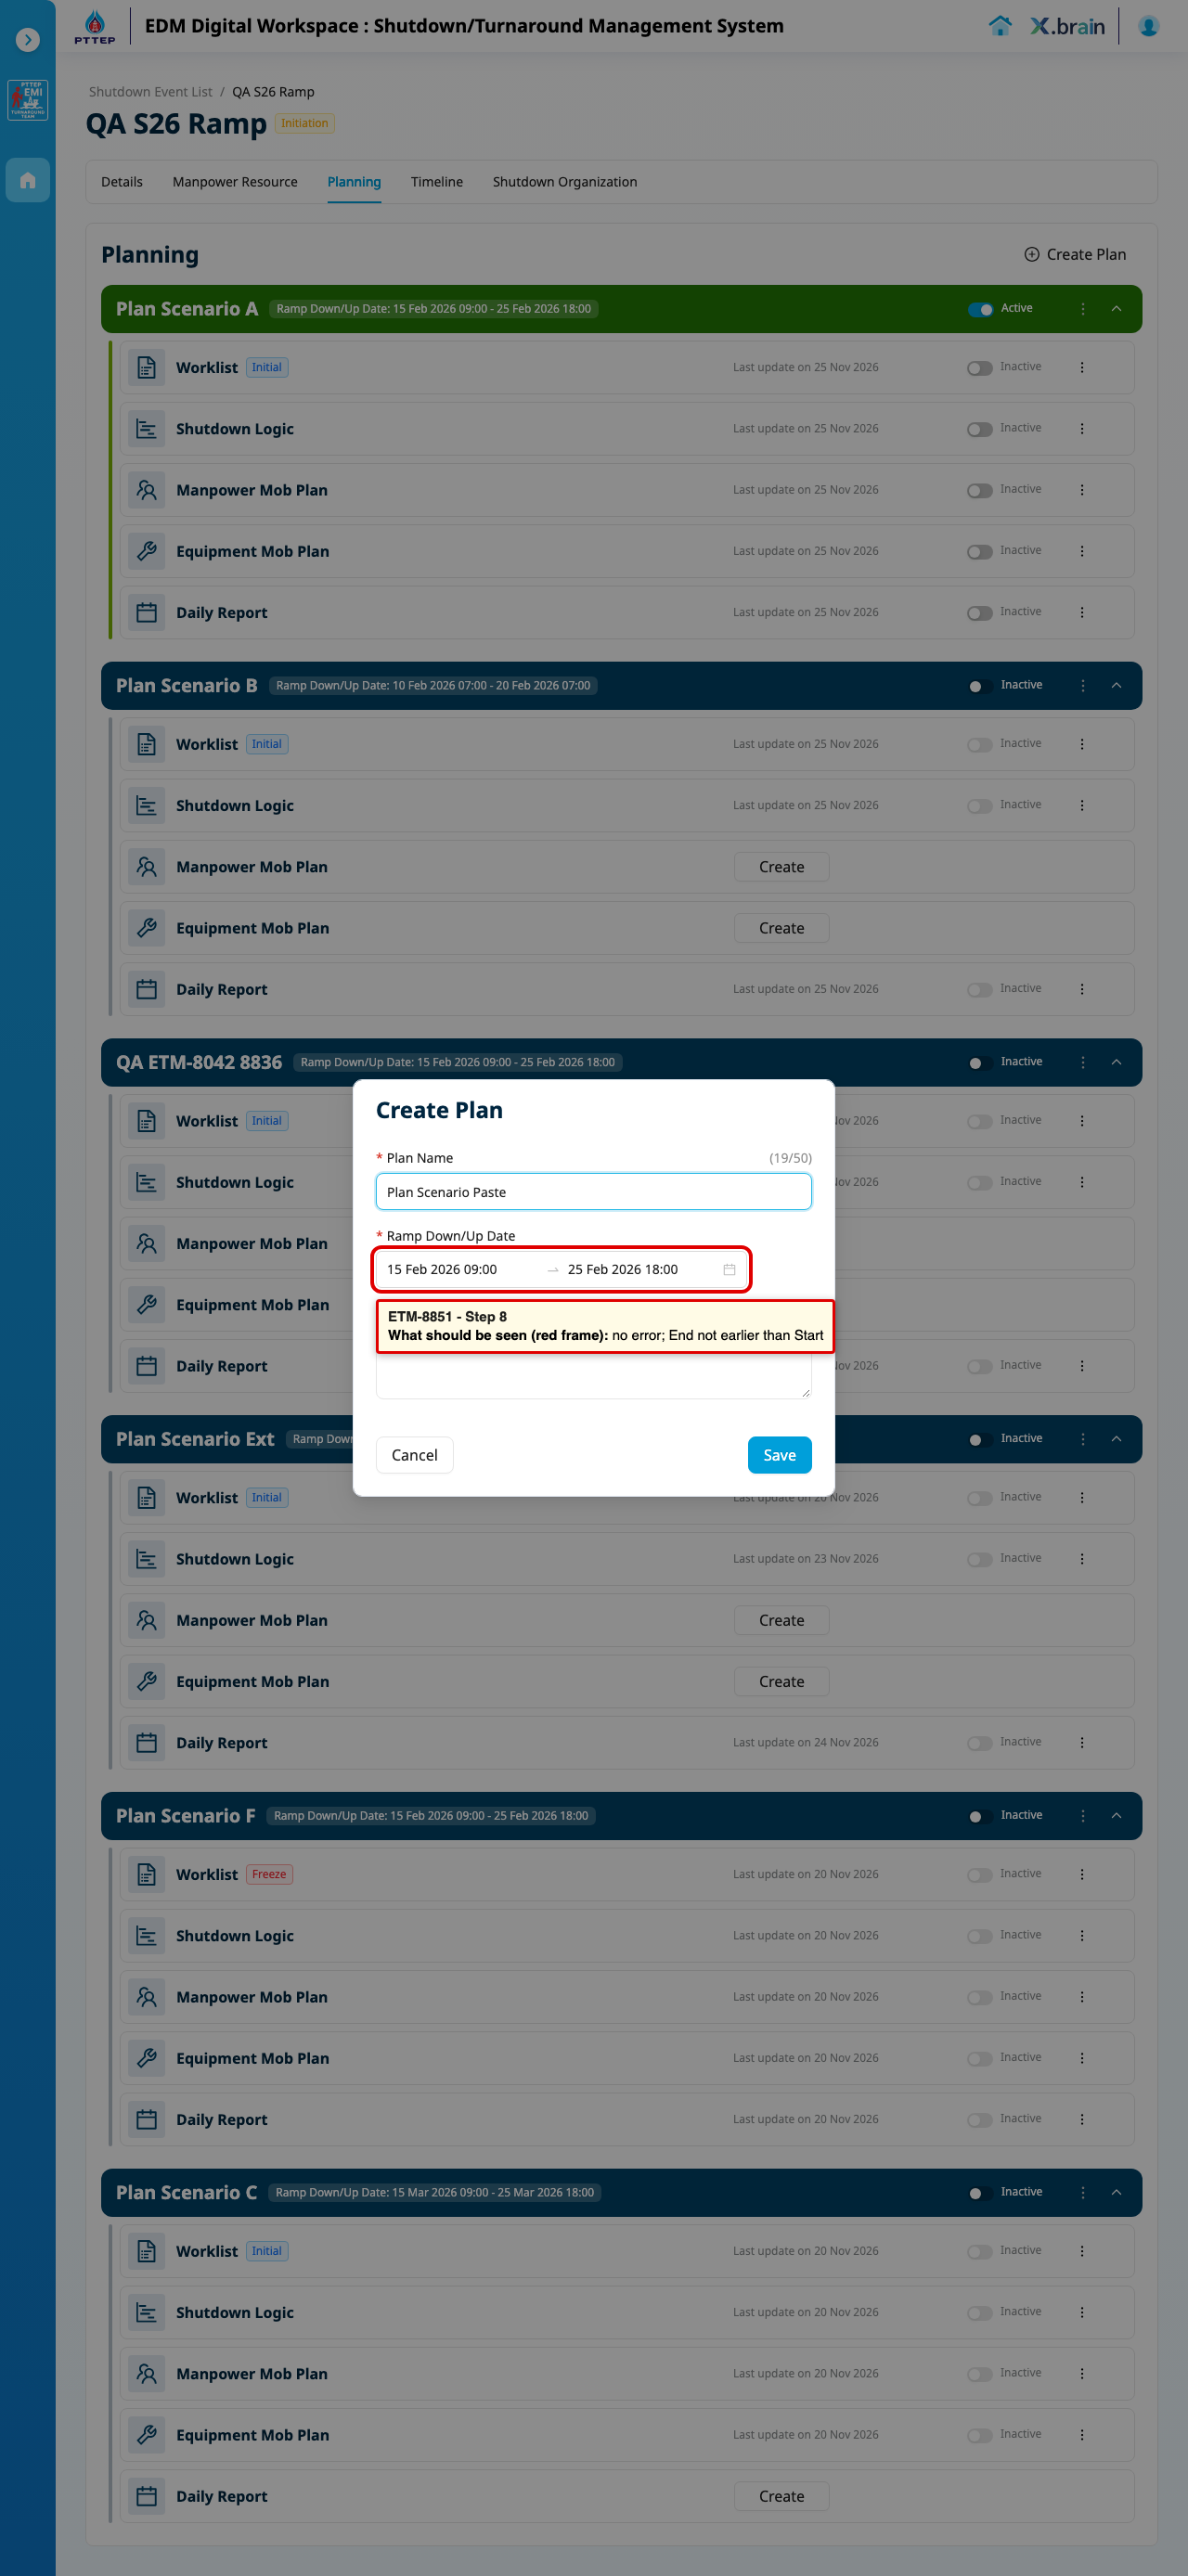 PTTEP
EDM Digital Workspace : Shutdown/Turnaround Management System
X.brain
PTTEP
EMI
TURNAROUND
TEAM
Shutdown Event List / QA S26 Ramp
QA S26 Ramp Initiation
Details Manpower Resource Planning Timeline Shutdown Organization
Planning Create Plan
Plan Scenario A Ramp Down/Up Date: 15 Feb 2026 09:00 - 25 Feb 2026 18:00 Active
Worklist Initial Last update on 25 Nov 2026 Inactive
Shutdown Logic Last update on 25 Nov 2026 Inactive
Manpower Mob Plan Last update on 25 Nov 2026 Inactive
Equipment Mob Plan Last update on 25 Nov 2026 Inactive
Daily Report Last update on 25 Nov 2026 Inactive
Plan Scenario B Ramp Down/Up Date: 10 Feb 2026 07:00 - 20 Feb 2026 07:00 Inactive
Worklist Initial Last update on 25 Nov 2026 Inactive
Shutdown Logic Last update on 25 Nov 2026 Inactive
Manpower Mob Plan Create
Equipment Mob Plan Create
Daily Report Last update on 25 Nov 2026 Inactive
QA ETM-8042 8836 Ramp Down/Up Date: 15 Feb 2026 09:00 - 25 Feb 2026 18:00 Inactive
Worklist Initial Nov 2026 Inactive
Shutdown Logic Nov 2026 Inactive
Manpower Mob Plan
Equipment Mob Plan
Daily Report Nov 2026 Inactive
Create Plan
* Plan Name (19/50)
Plan Scenario Paste
* Ramp Down/Up Date
15 Feb 2026 09:00 25 Feb 2026 18:00
ETM-8851 - Step 8
What should be seen (red frame): no error; End not earlier than Start
Cancel Save
Plan Scenario Ext Ramp Down Inactive
Worklist Initial Last update on 20 Nov 2026 Inactive
Shutdown Logic Last update on 23 Nov 2026 Inactive
Manpower Mob Plan Create
Equipment Mob Plan Create
Daily Report Last update on 24 Nov 2026 Inactive
Plan Scenario F Ramp Down/Up Date: 15 Feb 2026 09:00 - 25 Feb 2026 18:00 Inactive
Worklist Freeze Last update on 20 Nov 2026 Inactive
Shutdown Logic Last update on 20 Nov 2026 Inactive
Manpower Mob Plan Last update on 20 Nov 2026 Inactive
Equipment Mob Plan Last update on 20 Nov 2026 Inactive
Daily Report Last update on 20 Nov 2026 Inactive
Plan Scenario C Ramp Down/Up Date: 15 Mar 2026 09:00 - 25 Mar 2026 18:00 Inactive
Worklist Initial Last update on 20 Nov 2026 Inactive
Shutdown Logic Last update on 20 Nov 2026 Inactive
Manpower Mob Plan Last update on 20 Nov 2026 Inactive
Equipment Mob Plan Last update on 20 Nov 2026 Inactive
Daily Report Create